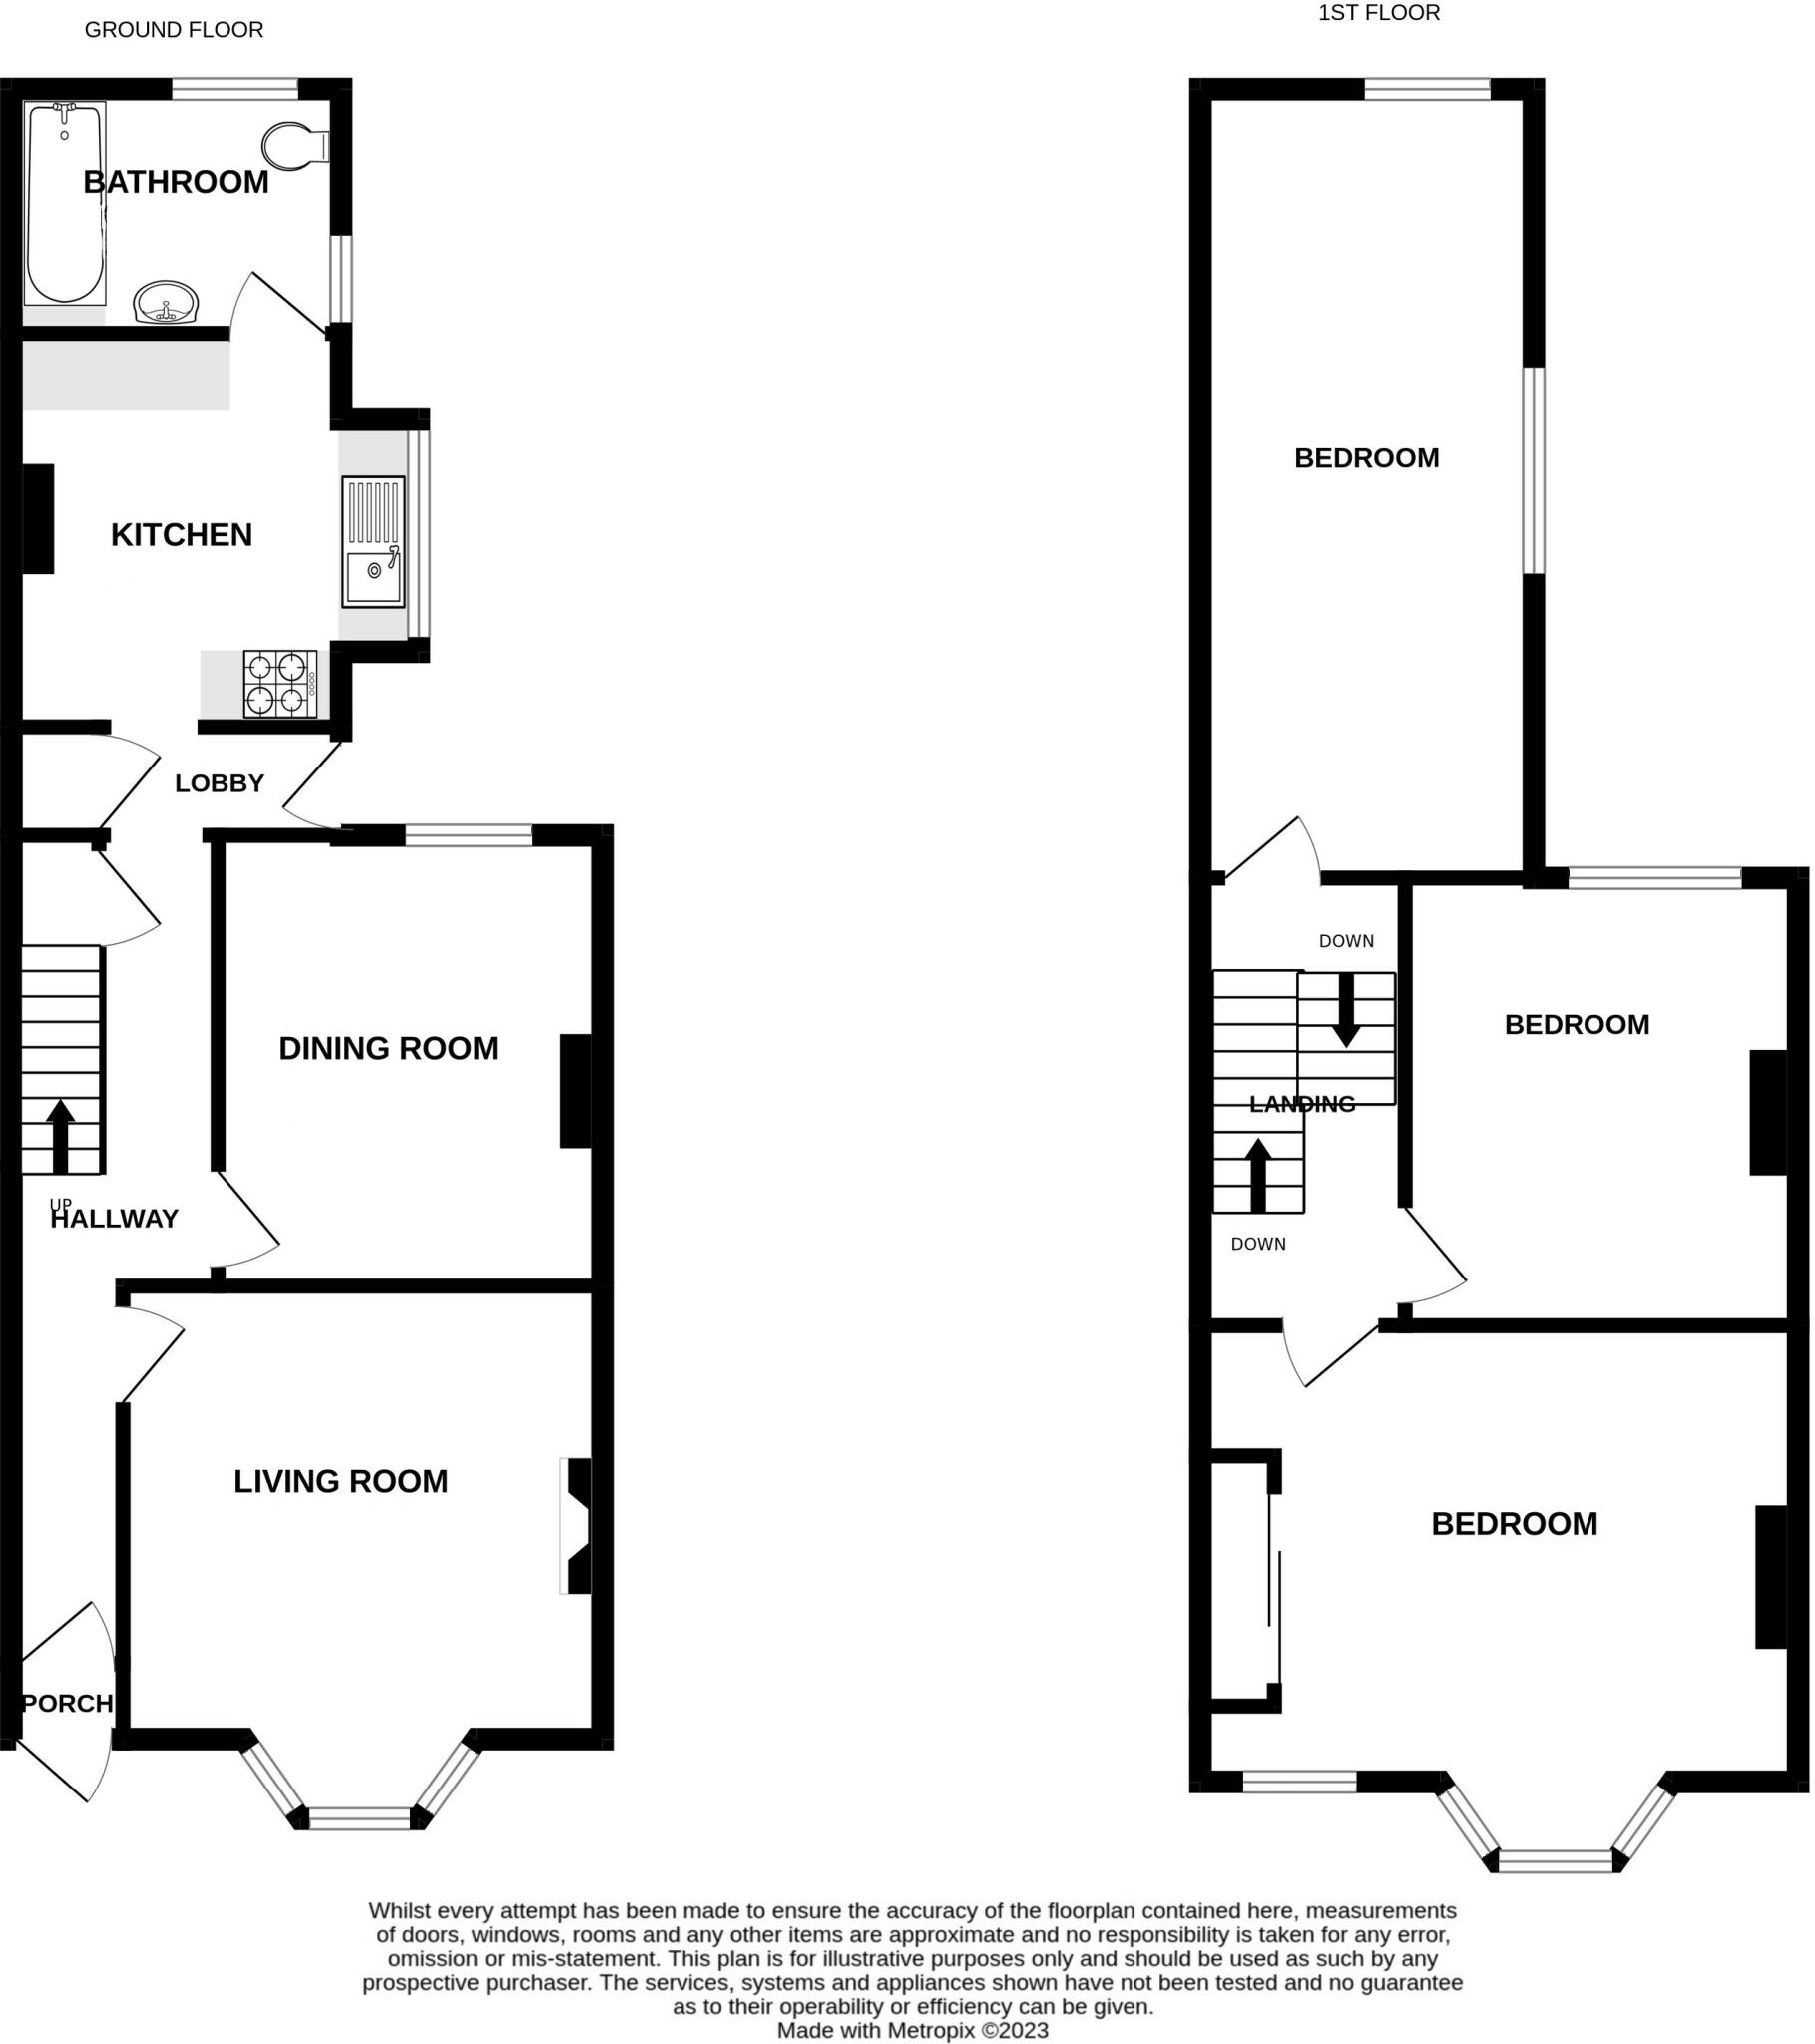 GROUND FLOOR
BATHROOM
KITCHEN
LOBBY
DINING ROOM
UP
HALLWAY
LIVING ROOM
PORCH
1ST FLOOR
BEDROOM
DOWN
BEDROOM
LANDING
DOWN
BEDROOM
Whilst every attempt has been made to ensure the accuracy of the floorplan contained here, measurements
of doors, windows, rooms and any other items are approximate and no responsibility is taken for any error,
omission or mis-statement. This plan is for illustrative purposes only and should be used as such by any
prospective purchaser. The services, systems and appliances shown have not been tested and no guarantee
as to their operability or efficiency can be given.
Made with Metropix ©2023